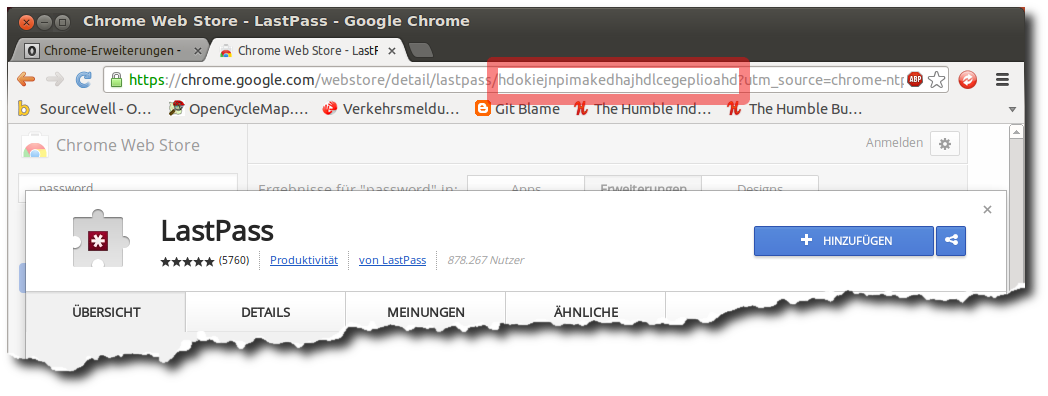 Chrome Web Store - LastPass - Google Chrome
Chrome-Erweiterungen -
Chrome Web Store - LastP
https://chrome.google.com/webstore/detail/lastpass/hdokiejnpimakedhajhdlcegeplioahd?utm_source=chrome-ntp
ABP
SourceWell - O... OpenCycleMap.... Verkehrsmeldu... Git Blame The Humble Ind... The Humble Bu...
Chrome Web Store
Anmelden
password
Ergebnisse für "password" in: Apps Erweiterungen Designs
LastPass
(5760) Produktivität von LastPass 878.267 Nutzer
HINZUFÜGEN
ÜBERSICHT DETAILS MEINUNGEN ÄHNLICHE